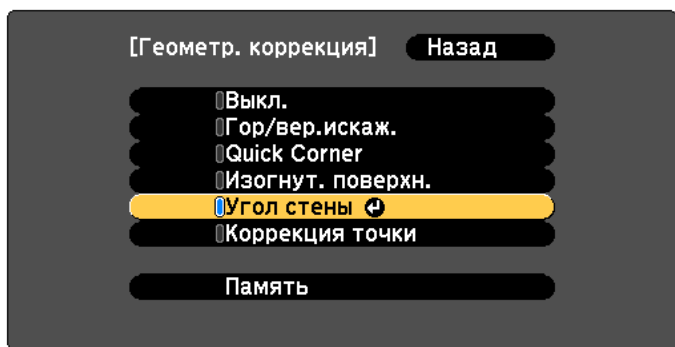 [Геометр. коррекция] Назад
Выкл.
Гор/вер.искаж.
Quick Corner
Изогнут. поверхн.
Угол стены
Коррекция точки
Память